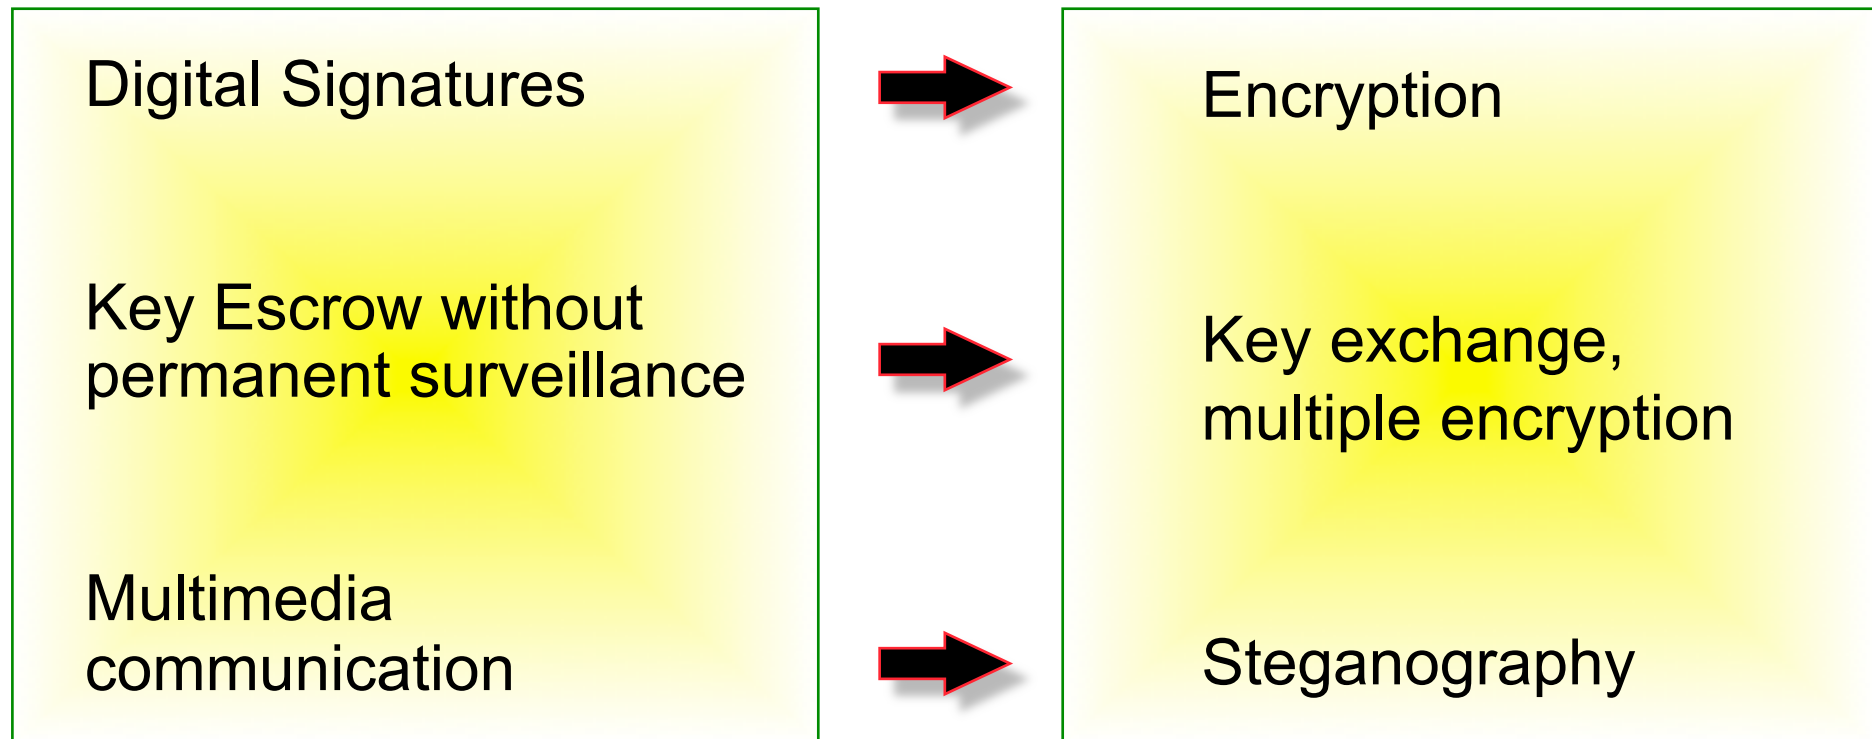 Digital Signatures
Encryption
Key Escrow without
permanent surveillance
Key exchange,
multiple encryption
Multimedia
communication
Steganography